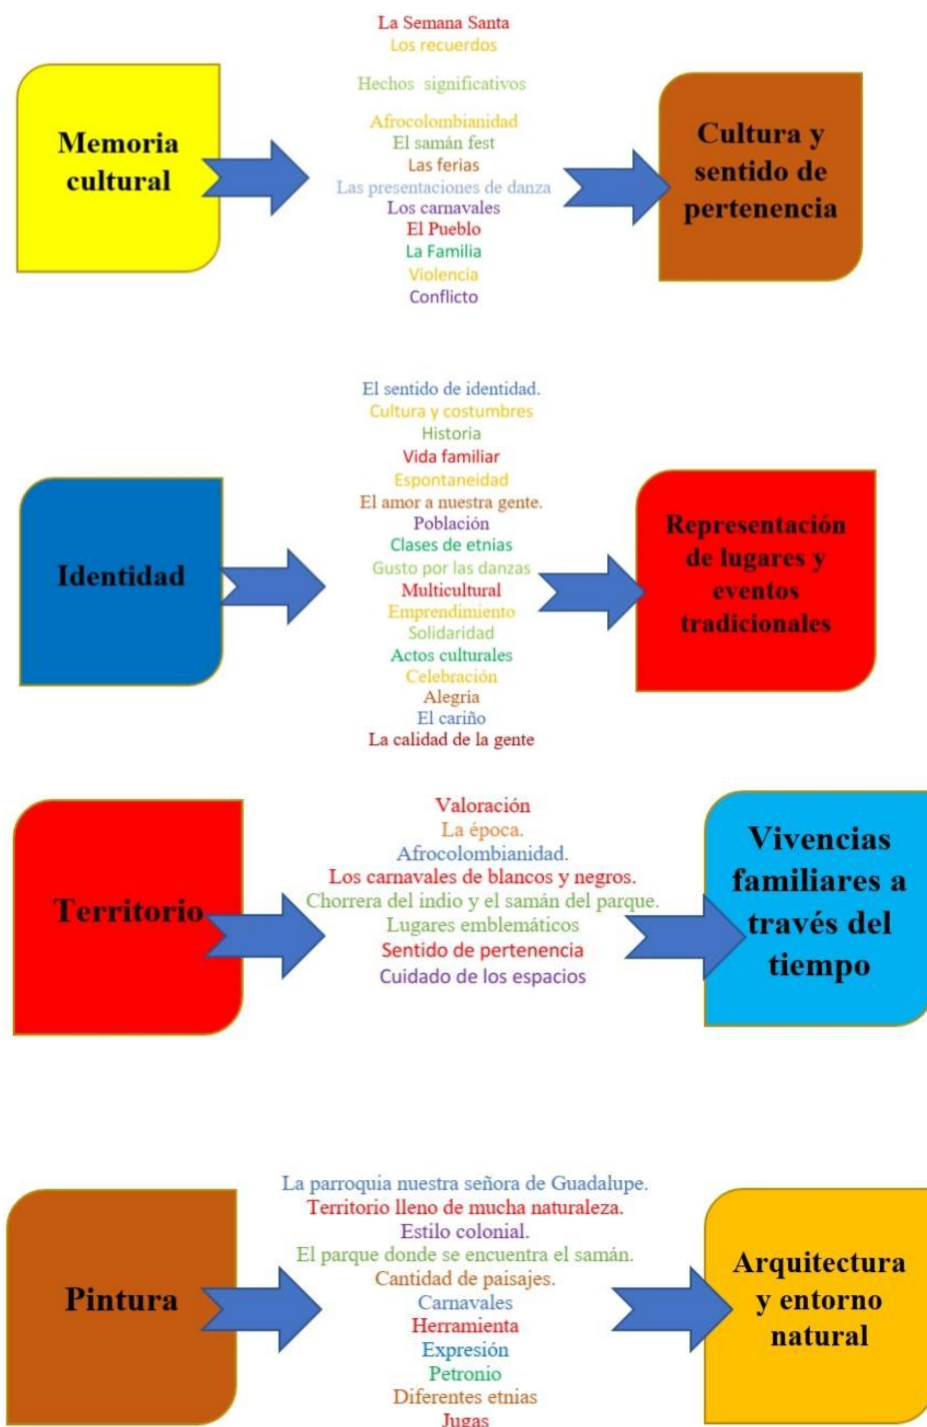 La Semana Santa
Los recuerdos
Hechos significativos
Memoria
cultural
Afrocolombianidad
El samán fest
Las ferias
Las presentaciones de danza
Los carnavales
El Pueblo
La Familia
Violencia
Conflicto
Cultura y
sentido de
pertenencia
El sentido de identidad.
Cultura y costumbres
Historia
Vida familiar
Espontaneidad
El amor a nuestra gente.
Población
Clases de etnias
Gusto por las danzas
Multicultural
Emprendimiento
Solidaridad
Actos culturales
Celebración
Alegría
El cariño
La calidad de la gente
Identidad
Representación
de lugares y
eventos
tradicionales
Territorio
Valoración
La época.
Afrocolombianidad.
Los carnavales de blancos y negros.
Chorrera del indio y el samán del parque.
Lugares emblemáticos
Sentido de pertenencia
Cuidado de los espacios
Vivencias
familiares a
través del
tiempo
Pintura
La parroquia nuestra señora de Guadalupe.
Territorio lleno de mucha naturaleza.
Estilo colonial.
El parque donde se encuentra el samán.
Cantidad de paisajes.
Carnavales
Herramienta
Expresión
Petronio
Diferentes etnias
Jugas
Arquitectura
y entorno
natural